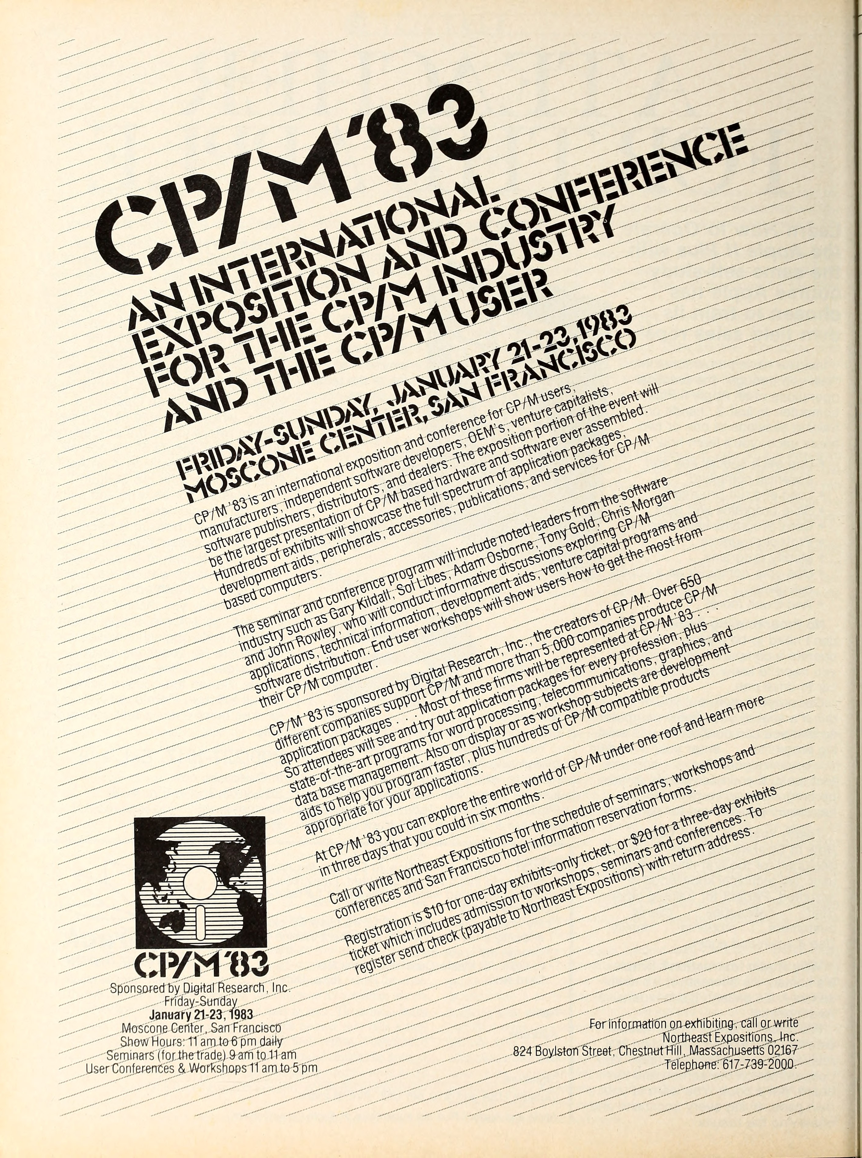 CP/M '83
AN INTERNATIONAL
EXPOSITION AND CONFERENCE
FOR THE CP/M INDUSTRY
AND THE CP/M USER
FRIDAY-SUNDAY, JANUARY 21-23, 1983
MOSCONE CENTER, SAN FRANCISCO
CP/M '83 is an international exposition and conference for CP/M users,
manufacturers, independent software developers, OEM's, venture capitalists,
software publishers, distributors, and dealers. The exposition portion of the event will
be the largest presentation of CP/M based hardware and software ever assembled.
Hundreds of exhibits will showcase the full spectrum of application packages,
development aids, peripherals, accessories, publications, and services for CP/M
based computers.
The seminar and conference program will include noted leaders from the software
industry such as Gary Kildall, Sol Libes, Adam Osborne, Tony Gold, Chris Morgan
and John Rowley, who will conduct informative discussions exploring CP/M
applications, technical information, development aids, venture capital programs and
software distribution. End user workshops will show users how to get the most from
their CP/M computer.
CP/M '83 is sponsored by Digital Research, Inc., the creators of CP/M. Over 650
different companies support CP/M and more than 5,000 companies produce CP/M
application packages . . . Most of these firms will be represented at CP/M '83 . . .
So attendees will see and try out application packages for every profession, plus
state-of-the-art programs for word processing, telecommunications, graphics, and
data base management. Also on display or as workshop subjects are development
aids to help you program faster, plus hundreds of CP/M compatible products
appropriate for your applications.
At CP/M '83 you can explore the entire world of CP/M under one roof and learn more
in three days that you could in six months.
Call or write Northeast Expositions for the schedule of seminars, workshops and
conferences and San Francisco hotel information reservation forms.
Registration is $10 for one-day exhibits-only ticket, or $20 for a three-day exhibits
ticket which includes admission to workshops, seminars and conferences. To
register send check (payable to Northeast Expositions) with return address.
CP/M '83
Sponsored by Digital Research, Inc.
Friday-Sunday
January 21-23, 1983
Moscone Center, San Francisco
Show Hours: 11 am to 6 pm daily
Seminars (for the trade) 9 am to 11 am
User Conferences & Workshops 11 am to 5 pm
For information on exhibiting, call or write
Northeast Expositions, Inc.
824 Boylston Street, Chestnut Hill, Massachusetts 02167
Telephone: 617-739-2000.